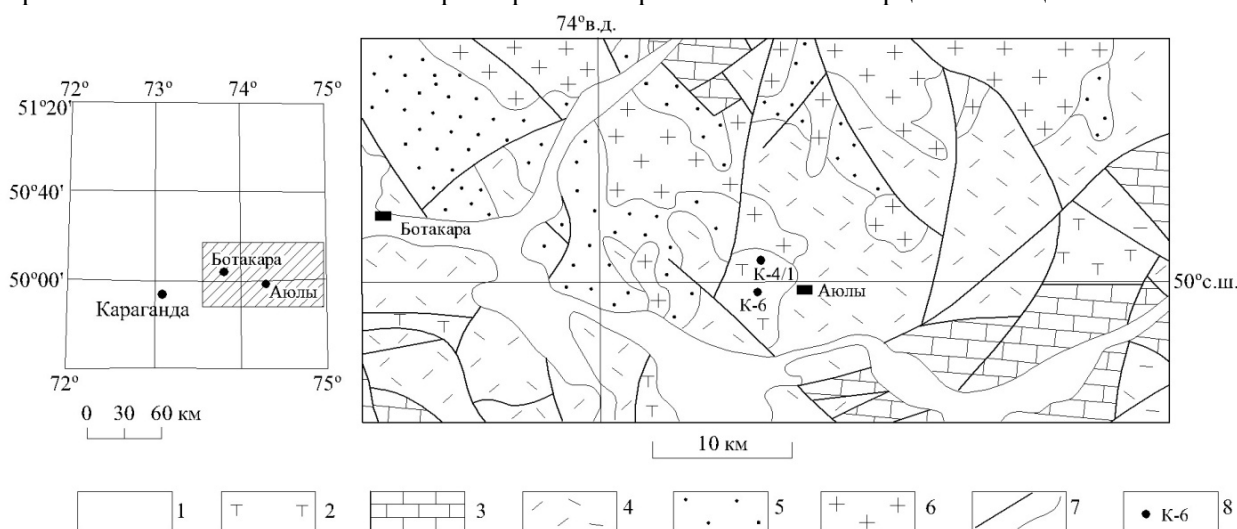 74° в.д.
72° 73° 74° 75°
51°20'
50°40'
50°00'
Ботакара
Аюлы
Караганда
72° 75°
0 30 60 км
Ботакара
К-4/1
К-6
Аюлы
50° с.ш.
10 км
1 2 3 4 5 6 7 К-6 8